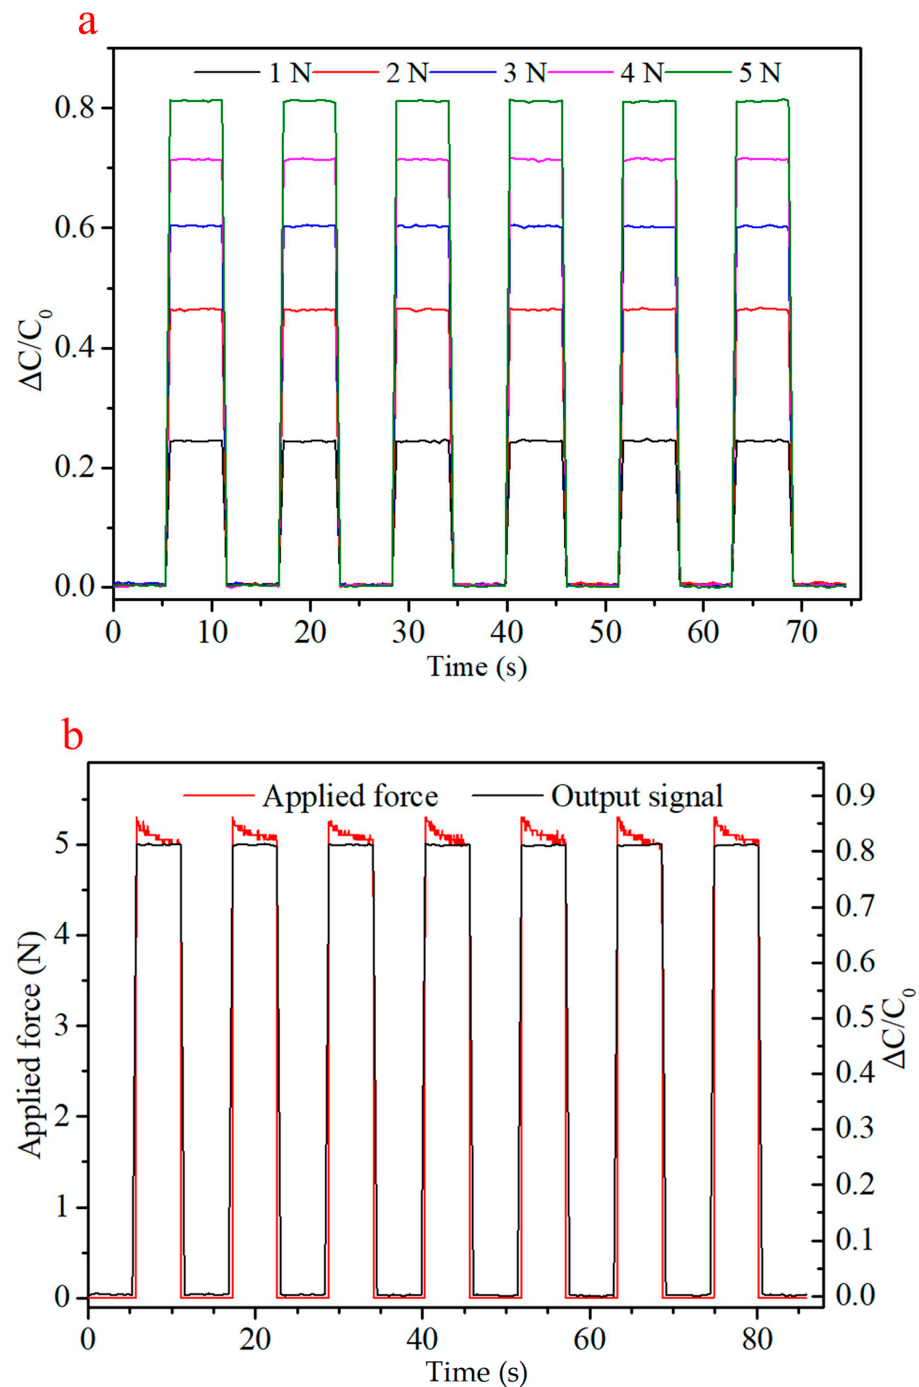 a
1 N 2 N 3 N 4 N 5 N
0.8
0.6
0.4
0.2
0.0
ΔC/C₀
0 10 20 30 40 50 60 70
Time (s)
b
Applied force Output signal
5
4
3
2
1
0
Applied force (N)
0.9
0.8
0.7
0.6
0.5
0.4
0.3
0.2
0.1
0.0
ΔC/C₀
0 20 40 60 80
Time (s)